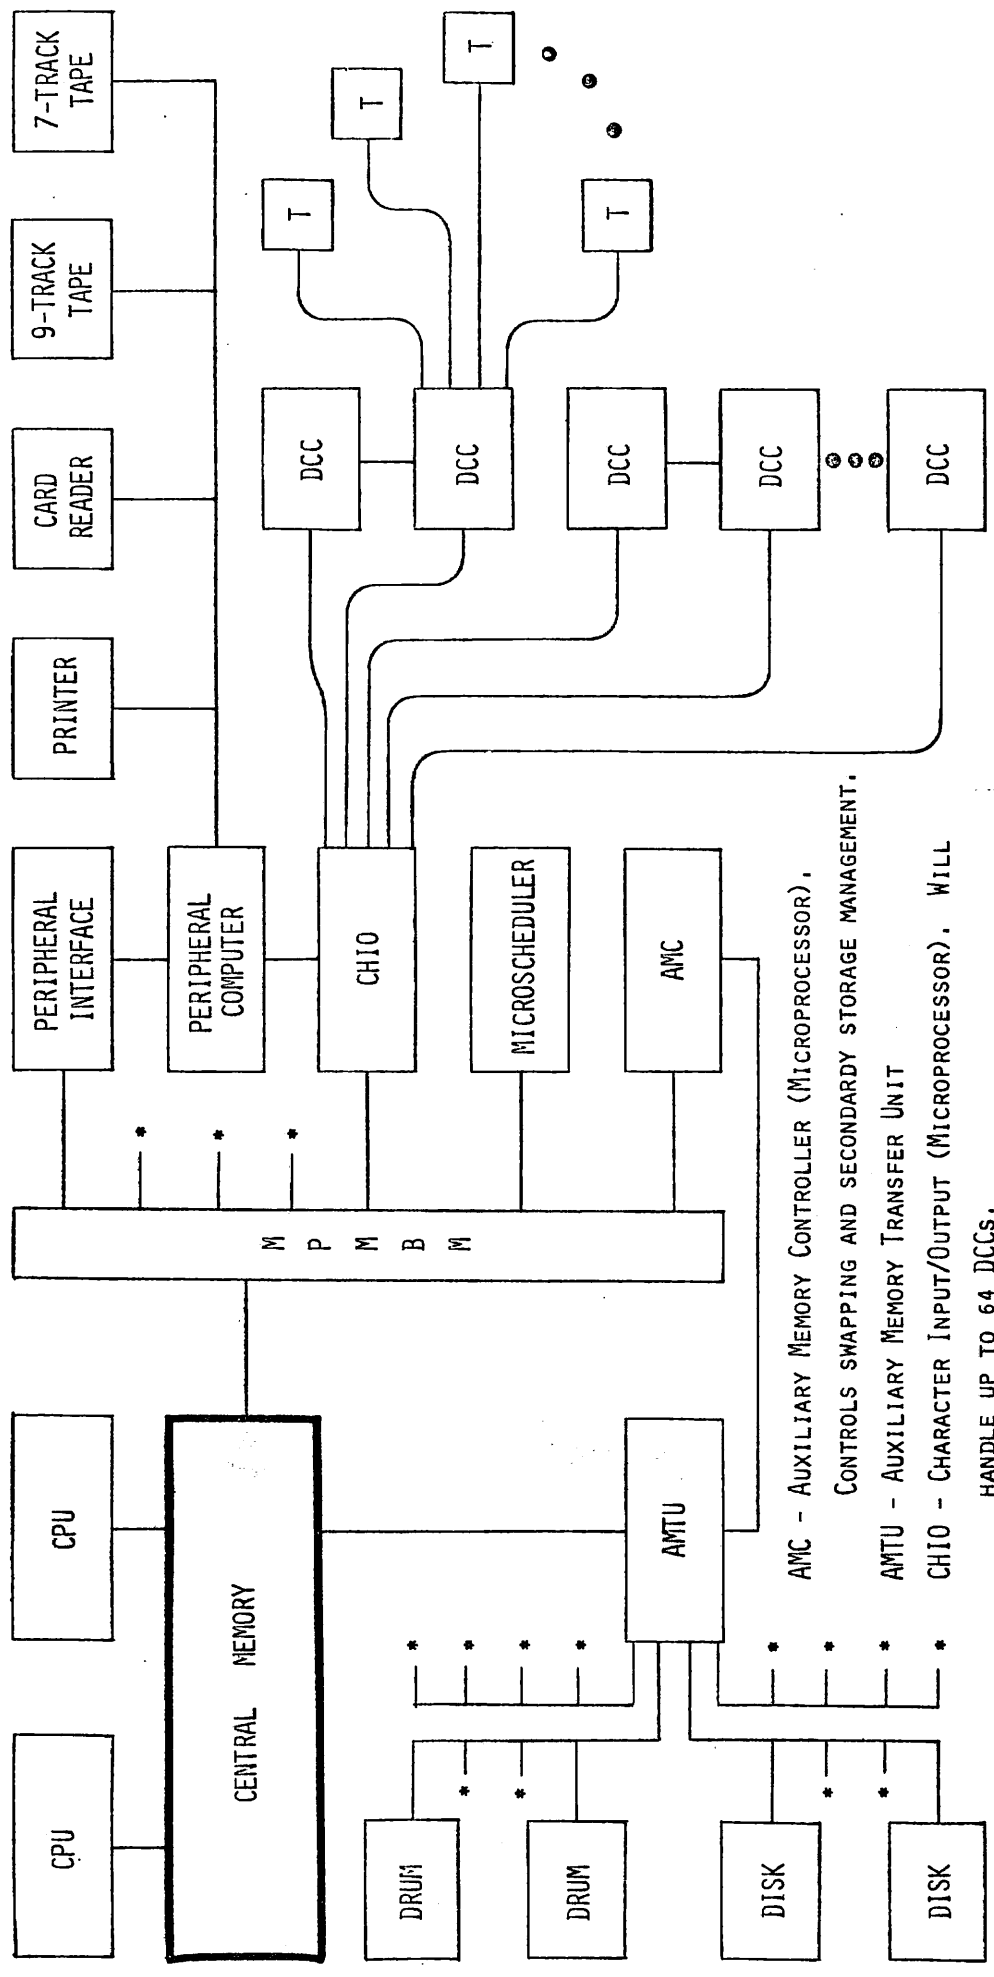 CPU
CPU
CENTRAL MEMORY
DRUM
DRUM
DISK
DISK
*
*
*
*
*
*
*
*
*
*
*
*
AMTU
M
P
M
B
M
*
*
*
PERIPHERAL
INTERFACE
PERIPHERAL
COMPUTER
CHIO
MICROSCHEDULER
AMC
PRINTER
CARD
READER
9-TRACK
TAPE
7-TRACK
TAPE
DCC
DCC
DCC
DCC
DCC
T
T
T
T
AMC - AUXILIARY MEMORY CONTROLLER (MICROPROCESSOR).
CONTROLS SWAPPING AND SECONDARDY STORAGE MANAGEMENT.
AMTU - AUXILIARY MEMORY TRANSFER UNIT
CHIO - CHARACTER INPUT/OUTPUT (MICROPROCESSOR). WILL
HANDLE UP TO 64 DCCs.